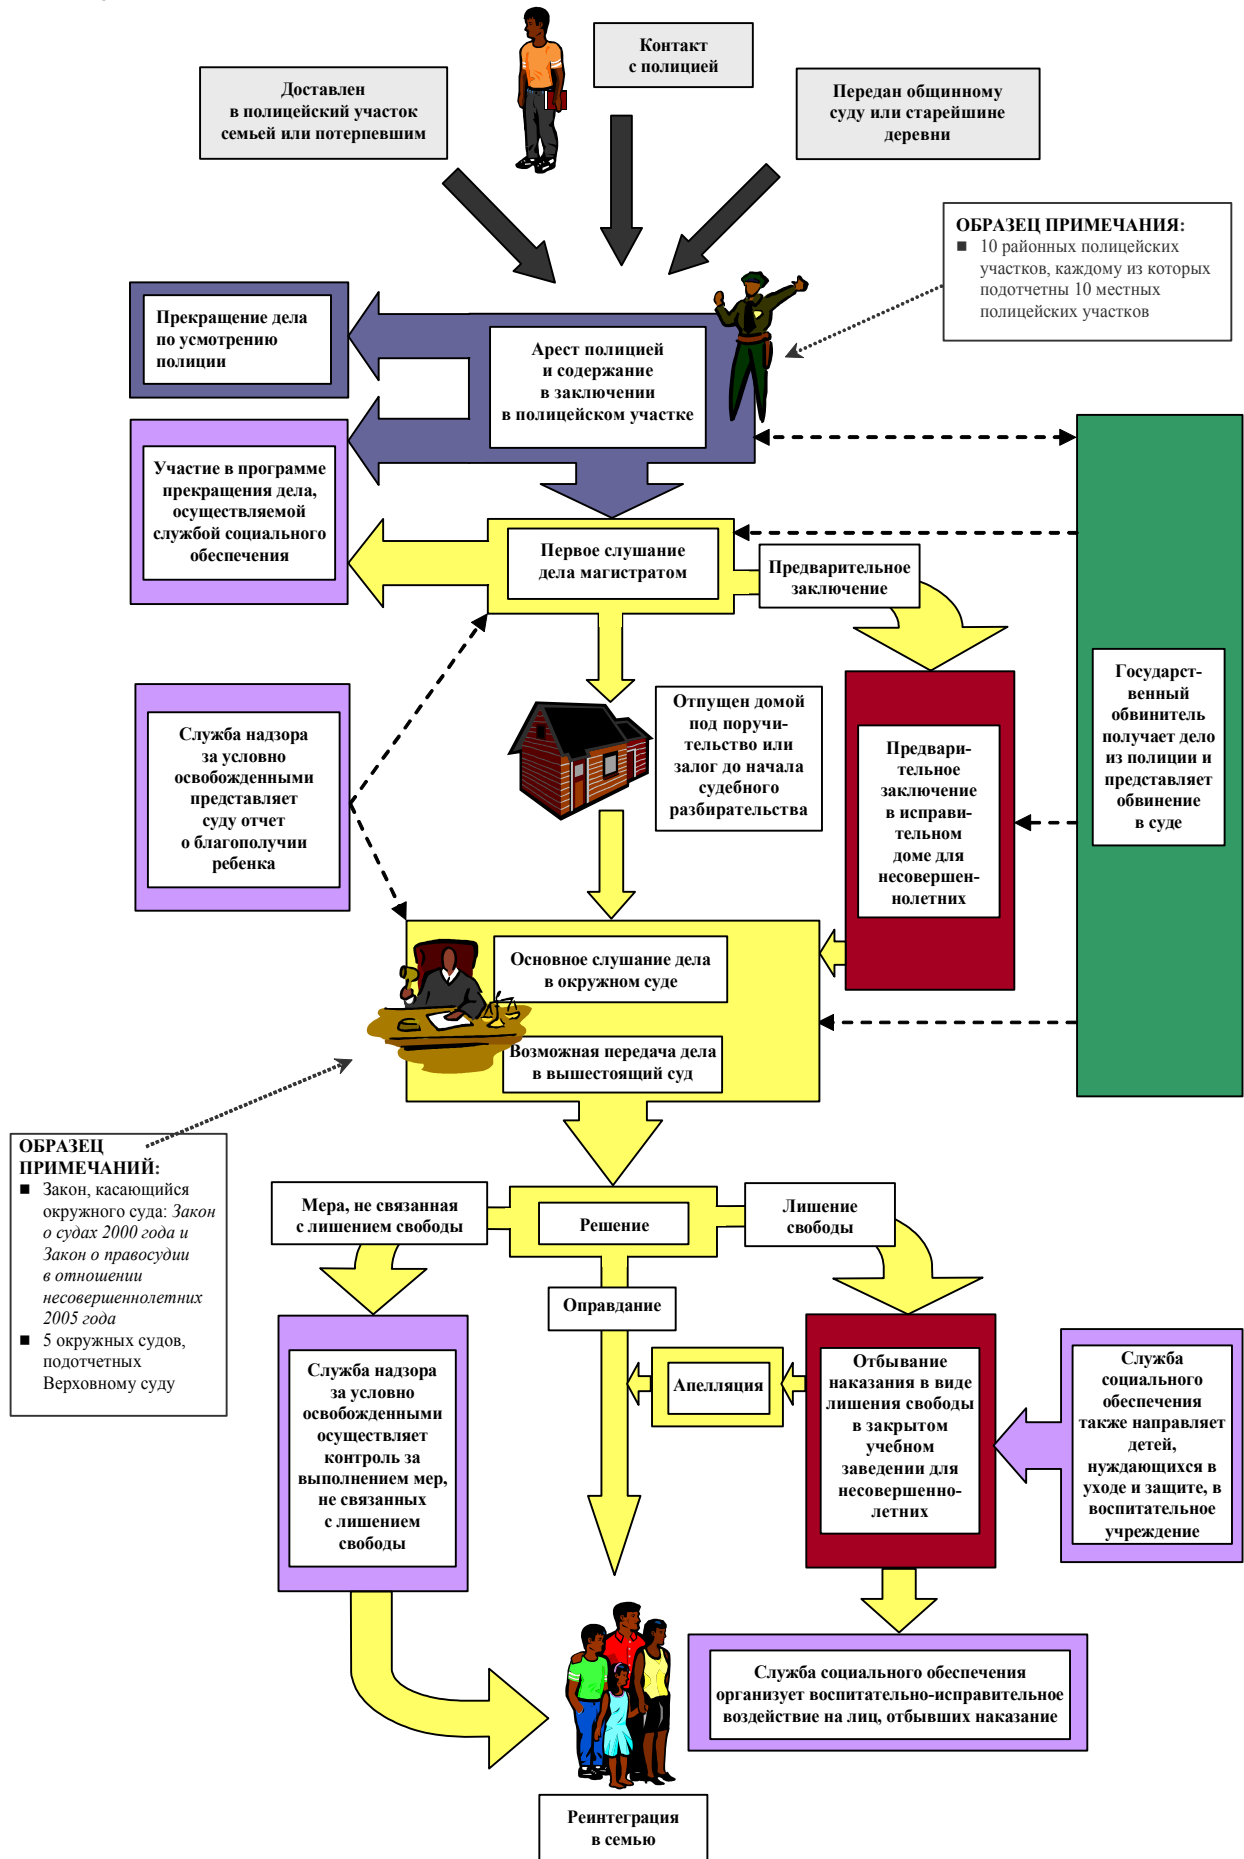 Контакт
с полицией
Доставлен
в полицейский участок
семьей или потерпевшим
Передан общинному
суду или старейшине
деревни
ОБРАЗЕЦ ПРИМЕЧАНИЯ:
■ 10 районных полицейских
участков, каждому из которых
подотчетны 10 местных
полицейских участков
Прекращение дела
по усмотрению
полиции
Арест полицией
и содержание
в заключении
в полицейском участке
Участие в программе
прекращения дела,
осуществляемой
службой социального
обеспечения
Первое слушание
дела магистратом
Предварительное
заключение
Государст-
венный
обвинитель
получает дело
из полиции и
представляет
обвинение
в суде
Служба надзора
за условно
освобожденными
представляет
суду отчет
о благополучии
ребенка
Отпущен домой
под поручи-
тельство или
залог до начала
судебного
разбирательства
Предвари-
тельное
заключение
в исправи-
тельном
доме для
несовершен-
нолетних
Основное слушание дела
в окружном суде
Возможная передача дела
в вышестоящий суд
ОБРАЗЕЦ
ПРИМЕЧАНИЙ:
■ Закон, касающийся
окружного суда: Закон
о судах 2000 года и
Закон о правосудии
в отношении
несовершеннолетних
2005 года
■ 5 окружных судов,
подотчетных
Верховному суду
Мера, не связанная
с лишением свободы
Решение
Лишение
свободы
Оправдание
Служба надзора
за условно
освобожденными
осуществляет
контроль за
выполнением мер,
не связанных
с лишением
свободы
Апелляция
Отбывание
наказания в виде
лишения свободы
в закрытом
учебном
заведении для
несовершенно-
летних
Служба
социального
обеспечения
также направляет
детей,
нуждающихся в
уходе и защите, в
воспитательное
учреждение
Служба социального обеспечения
организует воспитательно-исправительное
воздействие на лиц, отбывших наказание
Реинтеграция
в семью